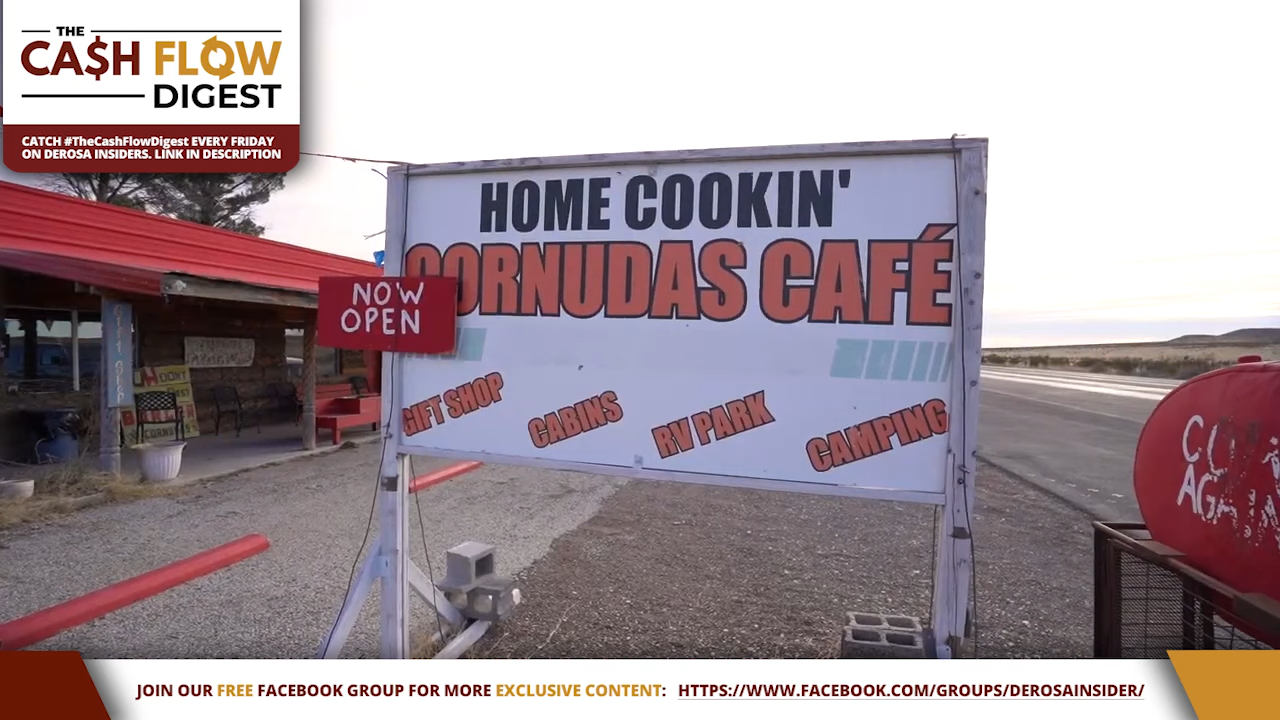 THE
CA$H FLOW
DIGEST
CATCH #TheCashFlowDigest EVERY FRIDAY
ON DEROSA INSIDERS. LINK IN DESCRIPTION
HOME COOKIN'
CORNUDAS CAFÉ
NOW
OPEN
GIFT SHOP
CABINS
RV PARK
CAMPING
JOIN OUR FREE FACEBOOK GROUP FOR MORE EXCLUSIVE CONTENT: HTTPS://WWW.FACEBOOK.COM/GROUPS/DEROSAINSIDER/